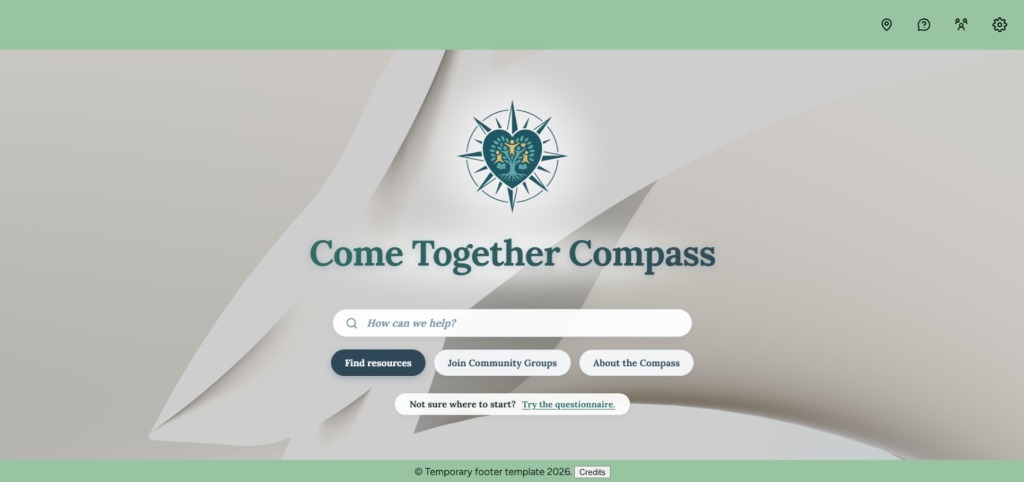 Come Together Compass
How can we help?
Find resources Join Community Groups About the Compass
Not sure where to start? Try the questionnaire.
© Temporary footer template 2026. Credits